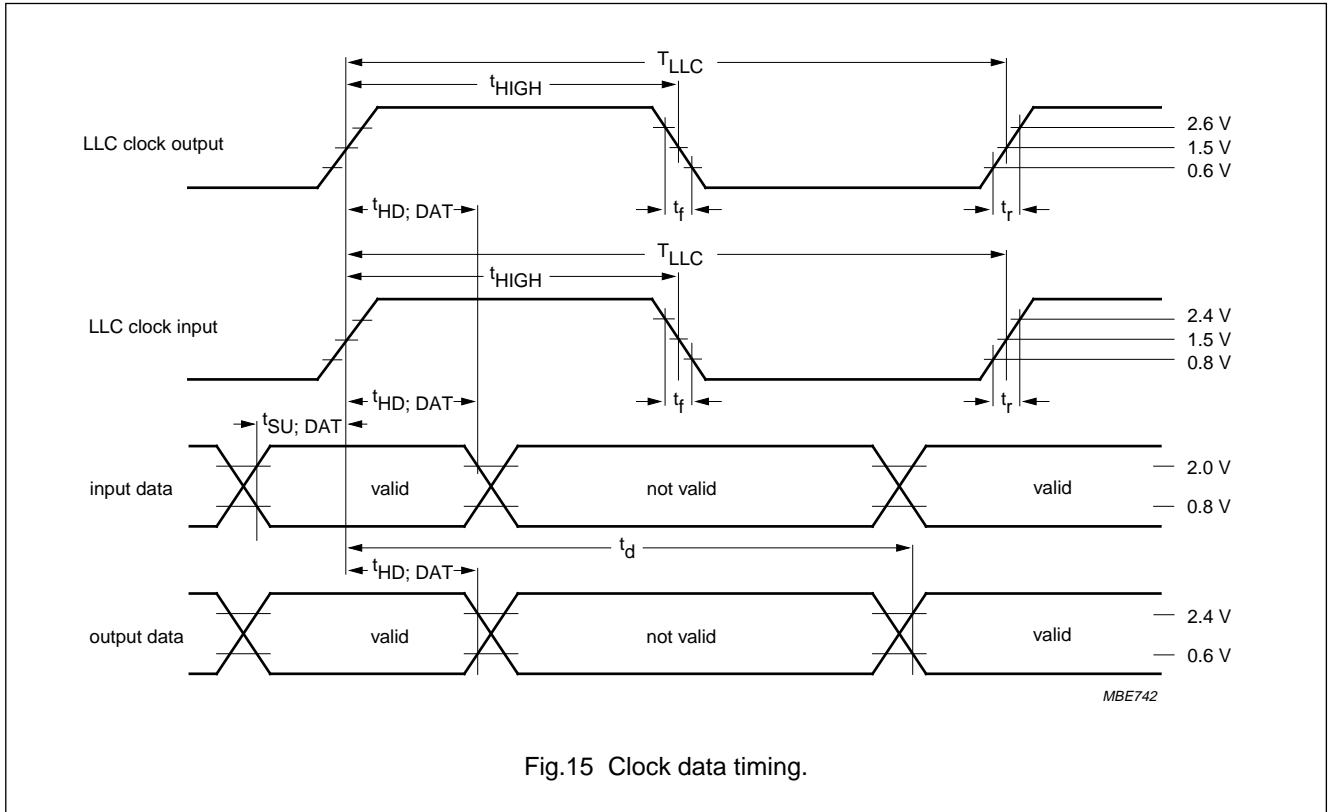 T_LLC
t_HIGH
LLC clock output
2.6 V
1.5 V
0.6 V
t_HD; DAT
t_f
t_r
T_LLC
t_HIGH
LLC clock input
2.4 V
1.5 V
0.8 V
t_HD; DAT
t_f
t_r
t_SU; DAT
input data
valid
not valid
valid
2.0 V
0.8 V
t_d
t_HD; DAT
output data
valid
not valid
valid
2.4 V
0.6 V
MBE742
Fig.15 Clock data timing.